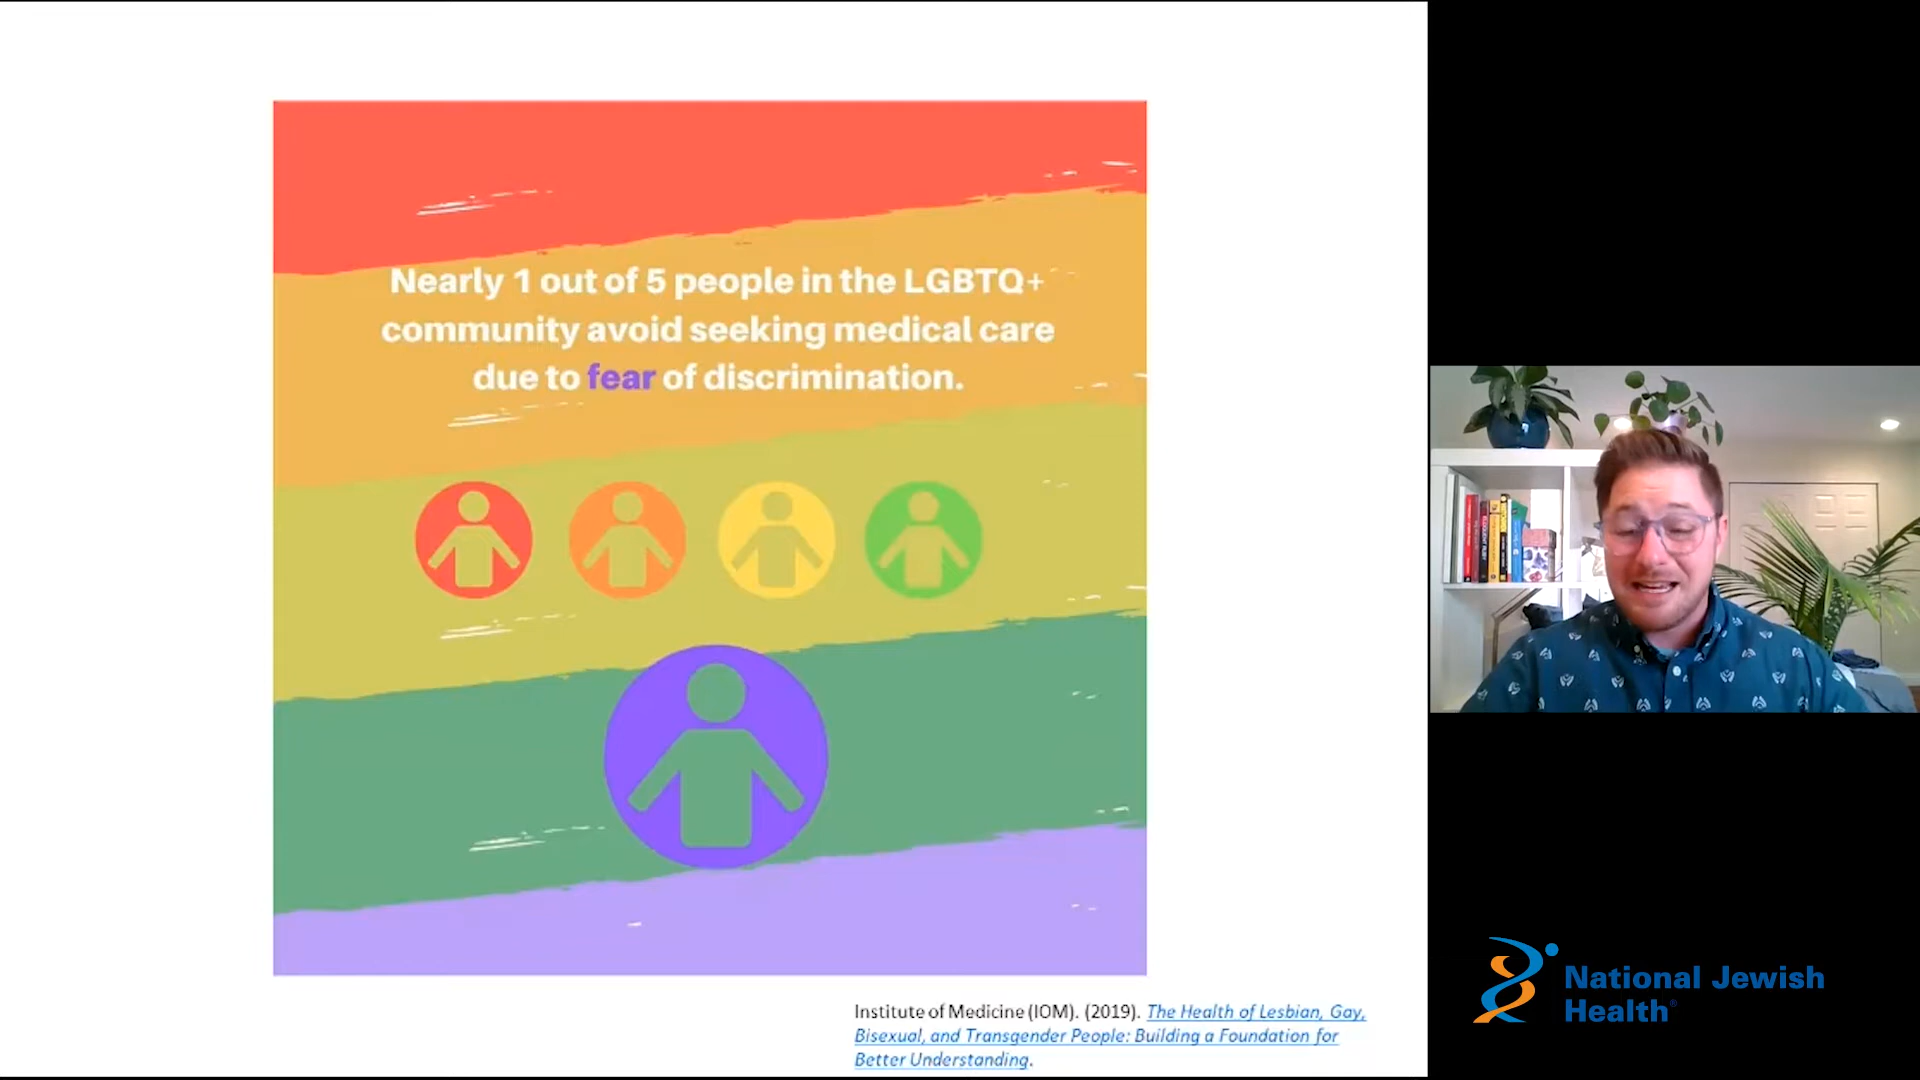 Nearly 1 out of 5 people in the LGBTQ+
community avoid seeking medical care
due to fear of discrimination.
Institute of Medicine (IOM). (2019). The Health of Lesbian, Gay,
Bisexual, and Transgender People: Building a Foundation for
Better Understanding.
National Jewish
Health®